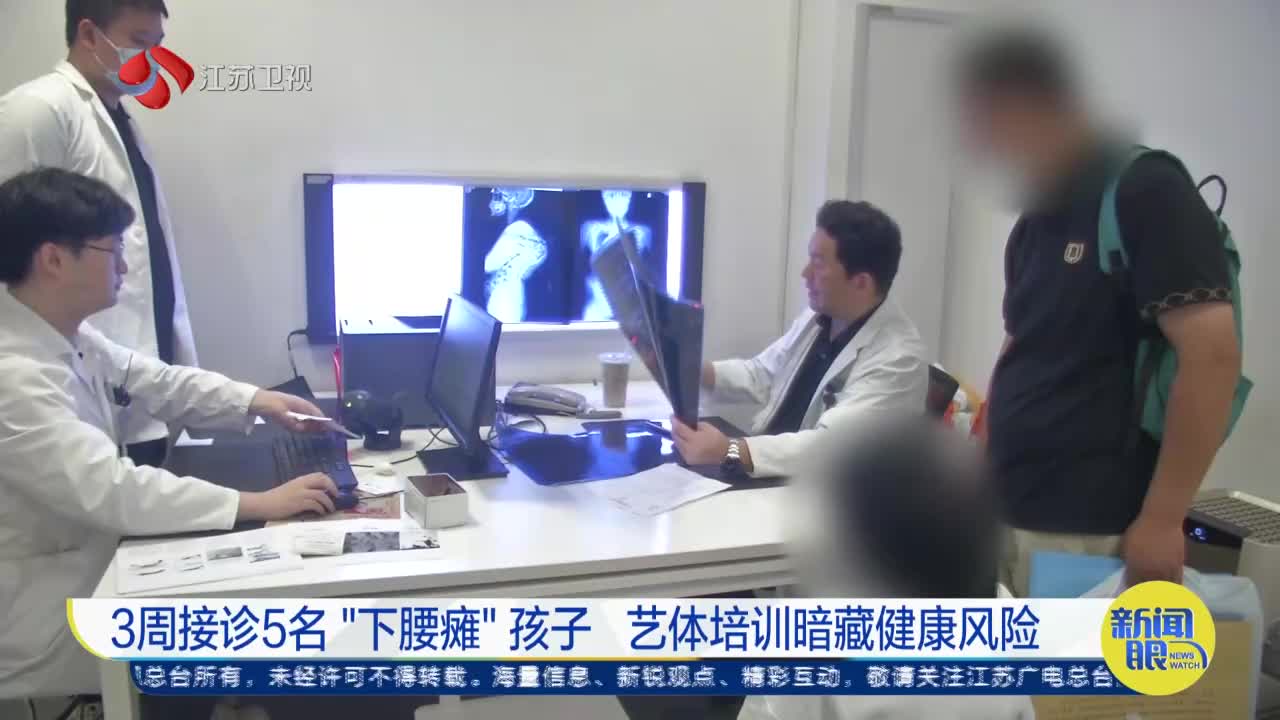 江苏卫视
3周接诊5名 "下腰瘫" 孩子 艺体培训暗藏健康风险
新闻眼
NEWS WATCH
总台所有，未经许可不得转载。海量信息、新锐观点、精彩互动，敬请关注江苏广电总台